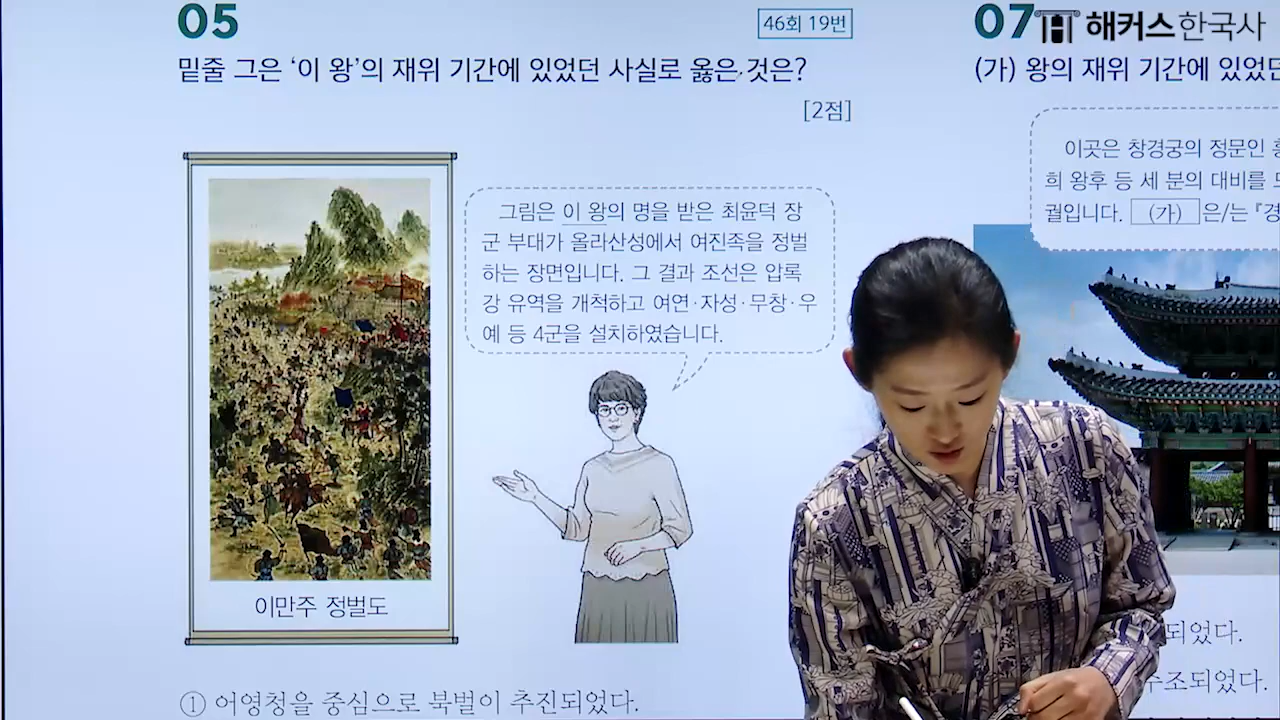 05
46회 19번
밑줄 그은 ‘이 왕’의 재위 기간에 있었던 사실로 옳은 것은?
[2점]
그림은 이 왕의 명을 받은 최윤덕 장
군 부대가 올라산성에서 여진족을 정벌
하는 장면입니다. 그 결과 조선은 압록
강 유역을 개척하고 여연·자성·무창·우
예 등 4군을 설치하였습니다.
이만주 정벌도
① 어영청을 중심으로 북벌이 추진되었다.
07
해커스한국사
(가) 왕의 재위 기간에 있었던
이곳은 창경궁의 정문인
희 왕후 등 세 분의 대비를
궐입니다. (가) 은/는 『경
되었다.
수조되었다.